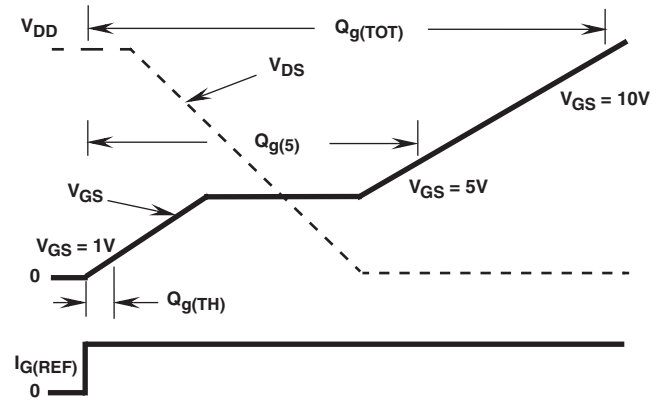 V_DD
Q_g(TOT)
V_DS
V_GS = 10V
Q_g(5)
V_GS
V_GS = 5V
V_GS = 1V
0
Q_g(TH)
I_G(REF)
0